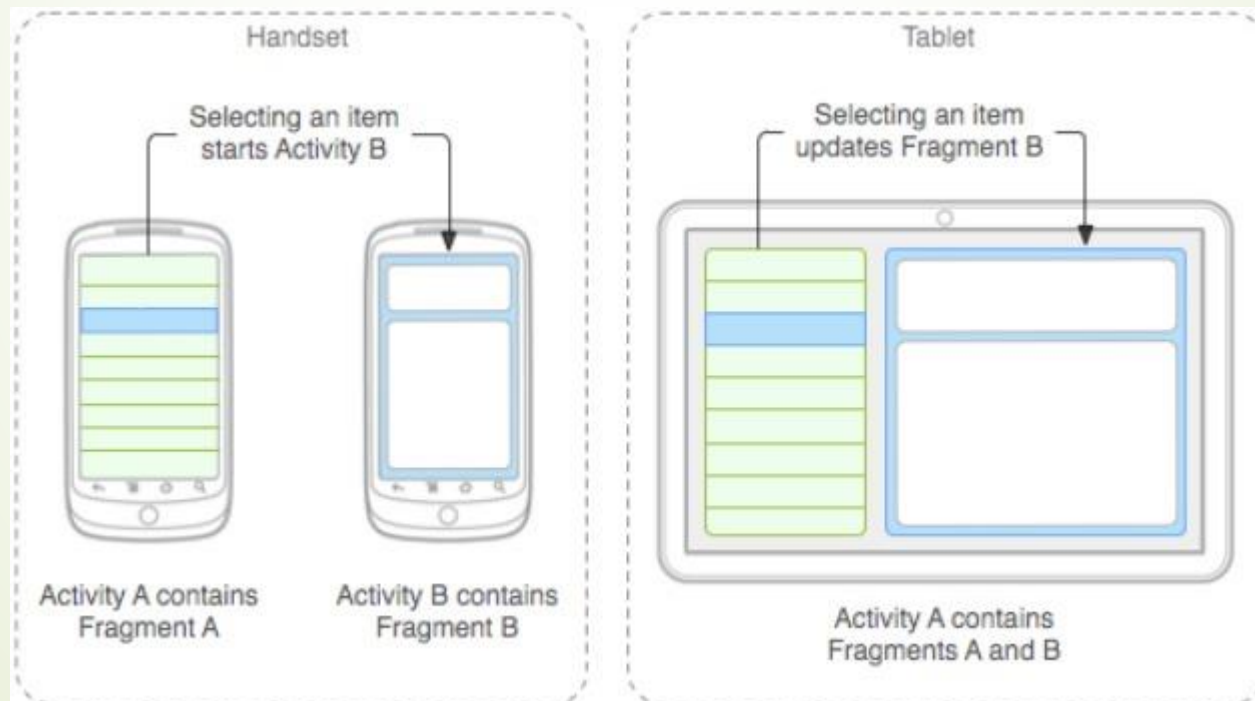 Handset
Selecting an item
starts Activity B
Activity A contains
Fragment A
Activity B contains
Fragment B
Tablet
Selecting an item
updates Fragment B
Activity A contains
Fragments A and B